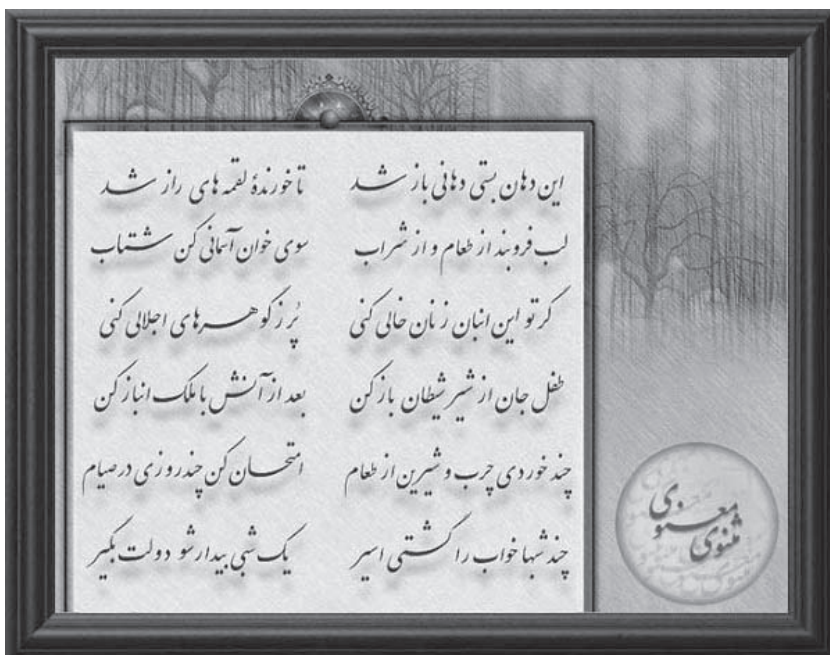 این دهان بستی دهانی باز شد تا خورندهٔ لقمه های راز شد
لب فروبند از طعام و از شراب سوی خوان آسمانی کن شتاب
گر تو این انبان ز نان خالی کنی پُر ز گوهرهای اجلالی کنی
طفل جان از شیر شیطان باز کن بعد از آنش با ملک انباز کن
چند خوردی چرب و شیرین از طعام امتحان کن چند روزی در صیام
چند شبها خواب را گشتی اسیر یک شبی بیدار شو دولت بگیر
مثنوی معنوی